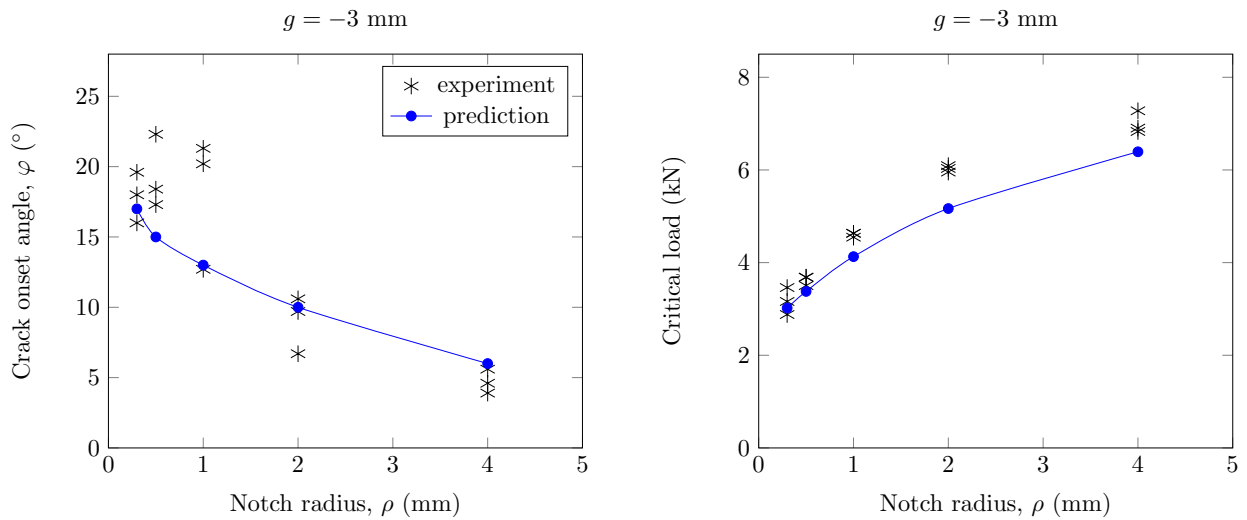 g = −3 mm
Crack onset angle, φ (°)
25
20
15
10
5
0
0 1 2 3 4 5
Notch radius, ρ (mm)
experiment
prediction
g = −3 mm
Critical load (kN)
8
6
4
2
0
0 1 2 3 4 5
Notch radius, ρ (mm)